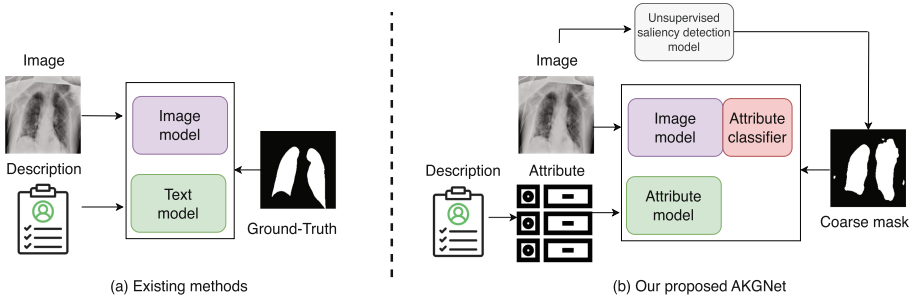 Image
Image
model
Description
Text
model
Ground-Truth
(a) Existing methods
Unsupervised
saliency detection
model
Image
Image
model
Attribute
classifier
Description
Attribute
Attribute
model
Coarse mask
(b) Our proposed AKGNet